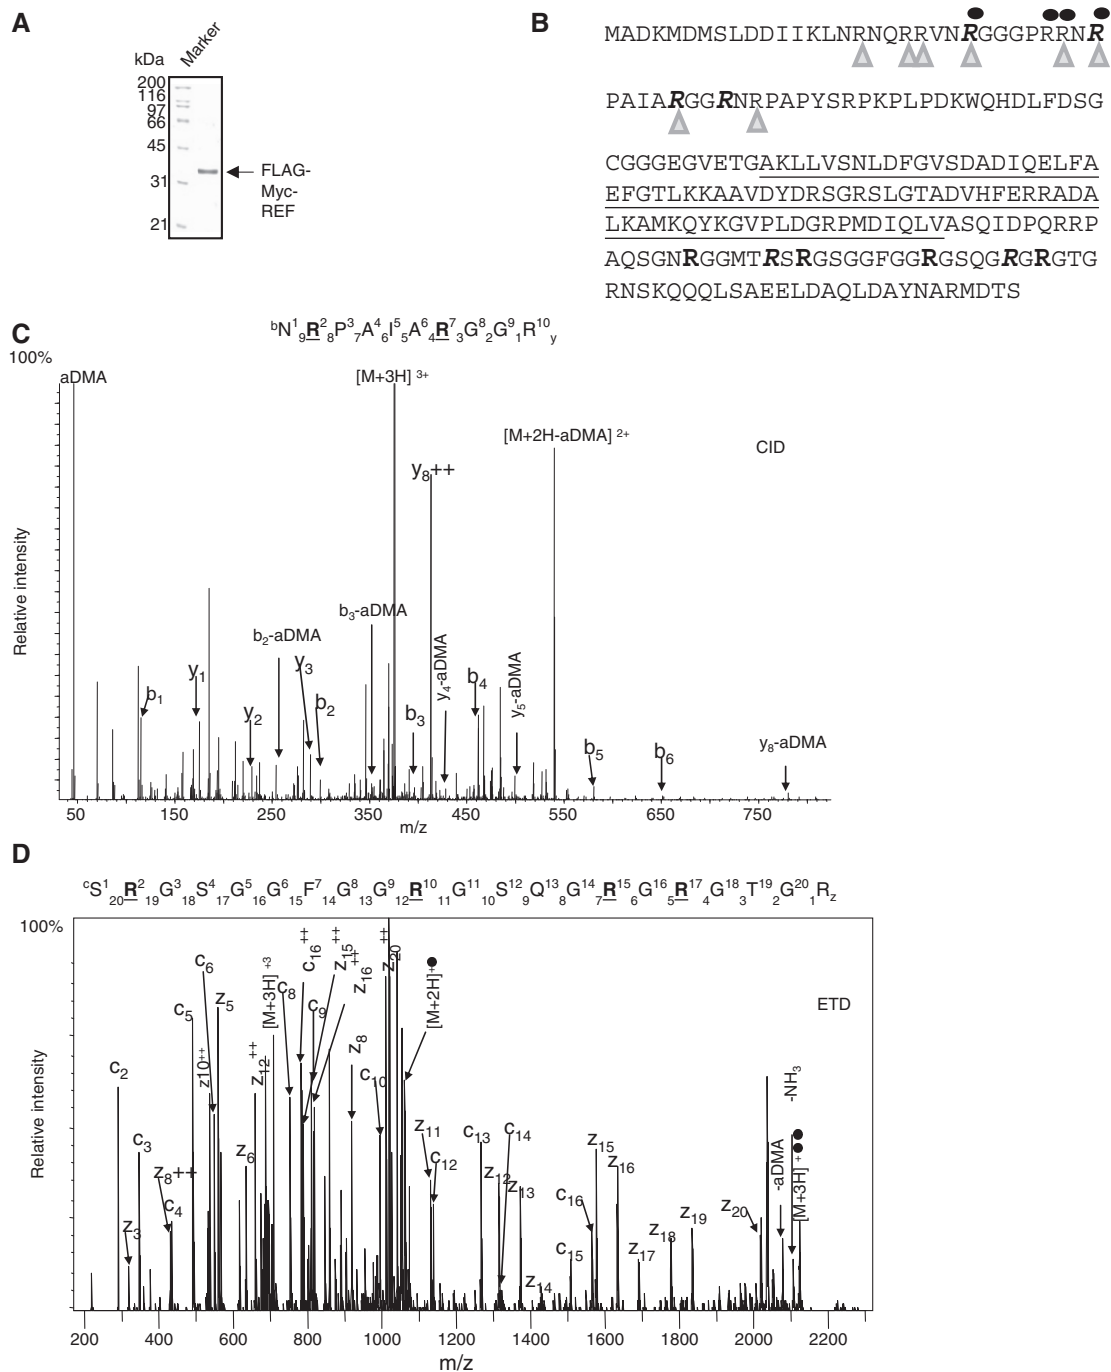 A
B
kDa
Marker
200
116
97
66
45
31
21
FLAG-
Myc-
REF
MADKMDMSLDDIIKLNRNQRRVNRGGGPRRNR
PAIARGGRNRPAPYSRPKPLPDKWQHDLFDSG
CGGGEGVETGAKLLVSNLDFGVSDADIQELFA
EFGTLKKAAVDYDRSGRSLGTADVHFERRADA
LKAMKQYKGVPLDGRPMDIQLVASQIDPQRRP
AQSGNRGGMTRSRGSGGFGGRGSQGRGRGTG
RNSKQQQLSAEELDAQLDAYNARMDTS
C
bN1 9R2 8P3 7A4 6I5 5A6 4R7 3G8 2G9 1R10 y
100%
aDMA
[M+3H] 3+
[M+2H-aDMA] 2+
CID
y8++
b3-aDMA
b2-aDMA
y3
y1
b1
y2
b2
b3
y4-aDMA
b4
y5-aDMA
b5
b6
y8-aDMA
Relative intensity
50 150 250 350 450 550 650 750
m/z
D
cS1 20R2 19G3 18S4 17G5 16G6 15F7 14G8 13G9 12R10 11G11 10S12 9Q13 8G14 7R15 6G16 5R17 4G18 3T19 2G20 1Rz
100%
ETD
c2
c3
z3
z8++
c4
c5
c6
z10++
z5
z6
z12++
[M+3H] +3
c8
c16++
c9
z15++
z16++
z8
c10
z20++
[M+2H]+●
z11
c12
c13
z12
c14
z13
z14
c15
c16
z15
z16
z17
z18
z19
z20
-aDMA
-NH3
[M+3H] +●●
Relative intensity
200 400 600 800 1000 1200 1400 1600 1800 2000 2200
m/z